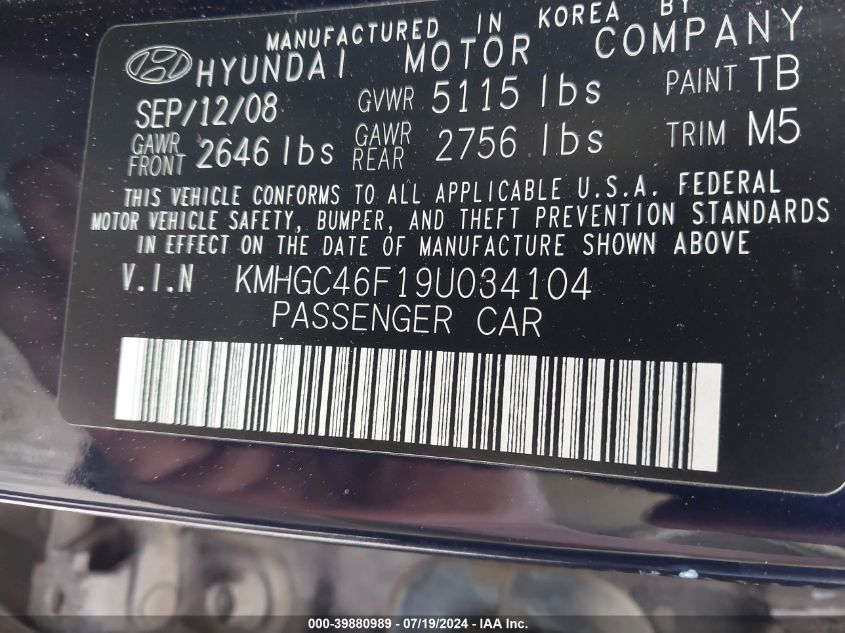 MANUFACTURED IN KOREA BY
HYUNDAI MOTOR COMPANY
SEP/12/08 GVWR 5115 lbs PAINT TB
GAWR FRONT 2646 lbs GAWR REAR 2756 lbs TRIM M5
THIS VEHICLE CONFORMS TO ALL APPLICABLE U.S.A. FEDERAL
MOTOR VEHICLE SAFETY, BUMPER, AND THEFT PREVENTION STANDARDS
IN EFFECT ON THE DATE OF MANUFACTURE SHOWN ABOVE
V.I.N KMHGC46F19U034104
PASSENGER CAR
000-39880989 - 07/19/2024 - IAAI.com